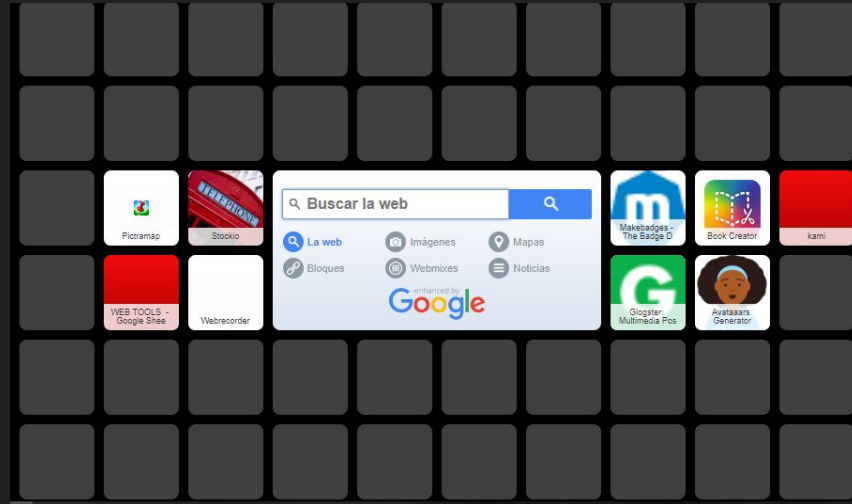 TELEPHONE
Pictramap
Stockio
Buscar la web
La web
Imágenes
Mapas
Bloques
Webmixes
Noticias
enhanced by
Google
m
Makebadges -
The Badge D
Book Creator
kami
WEB TOOLS -
Google Shee
Webrecorder
G
Glogster:
Multimedia Pos
Avataaars
Generator